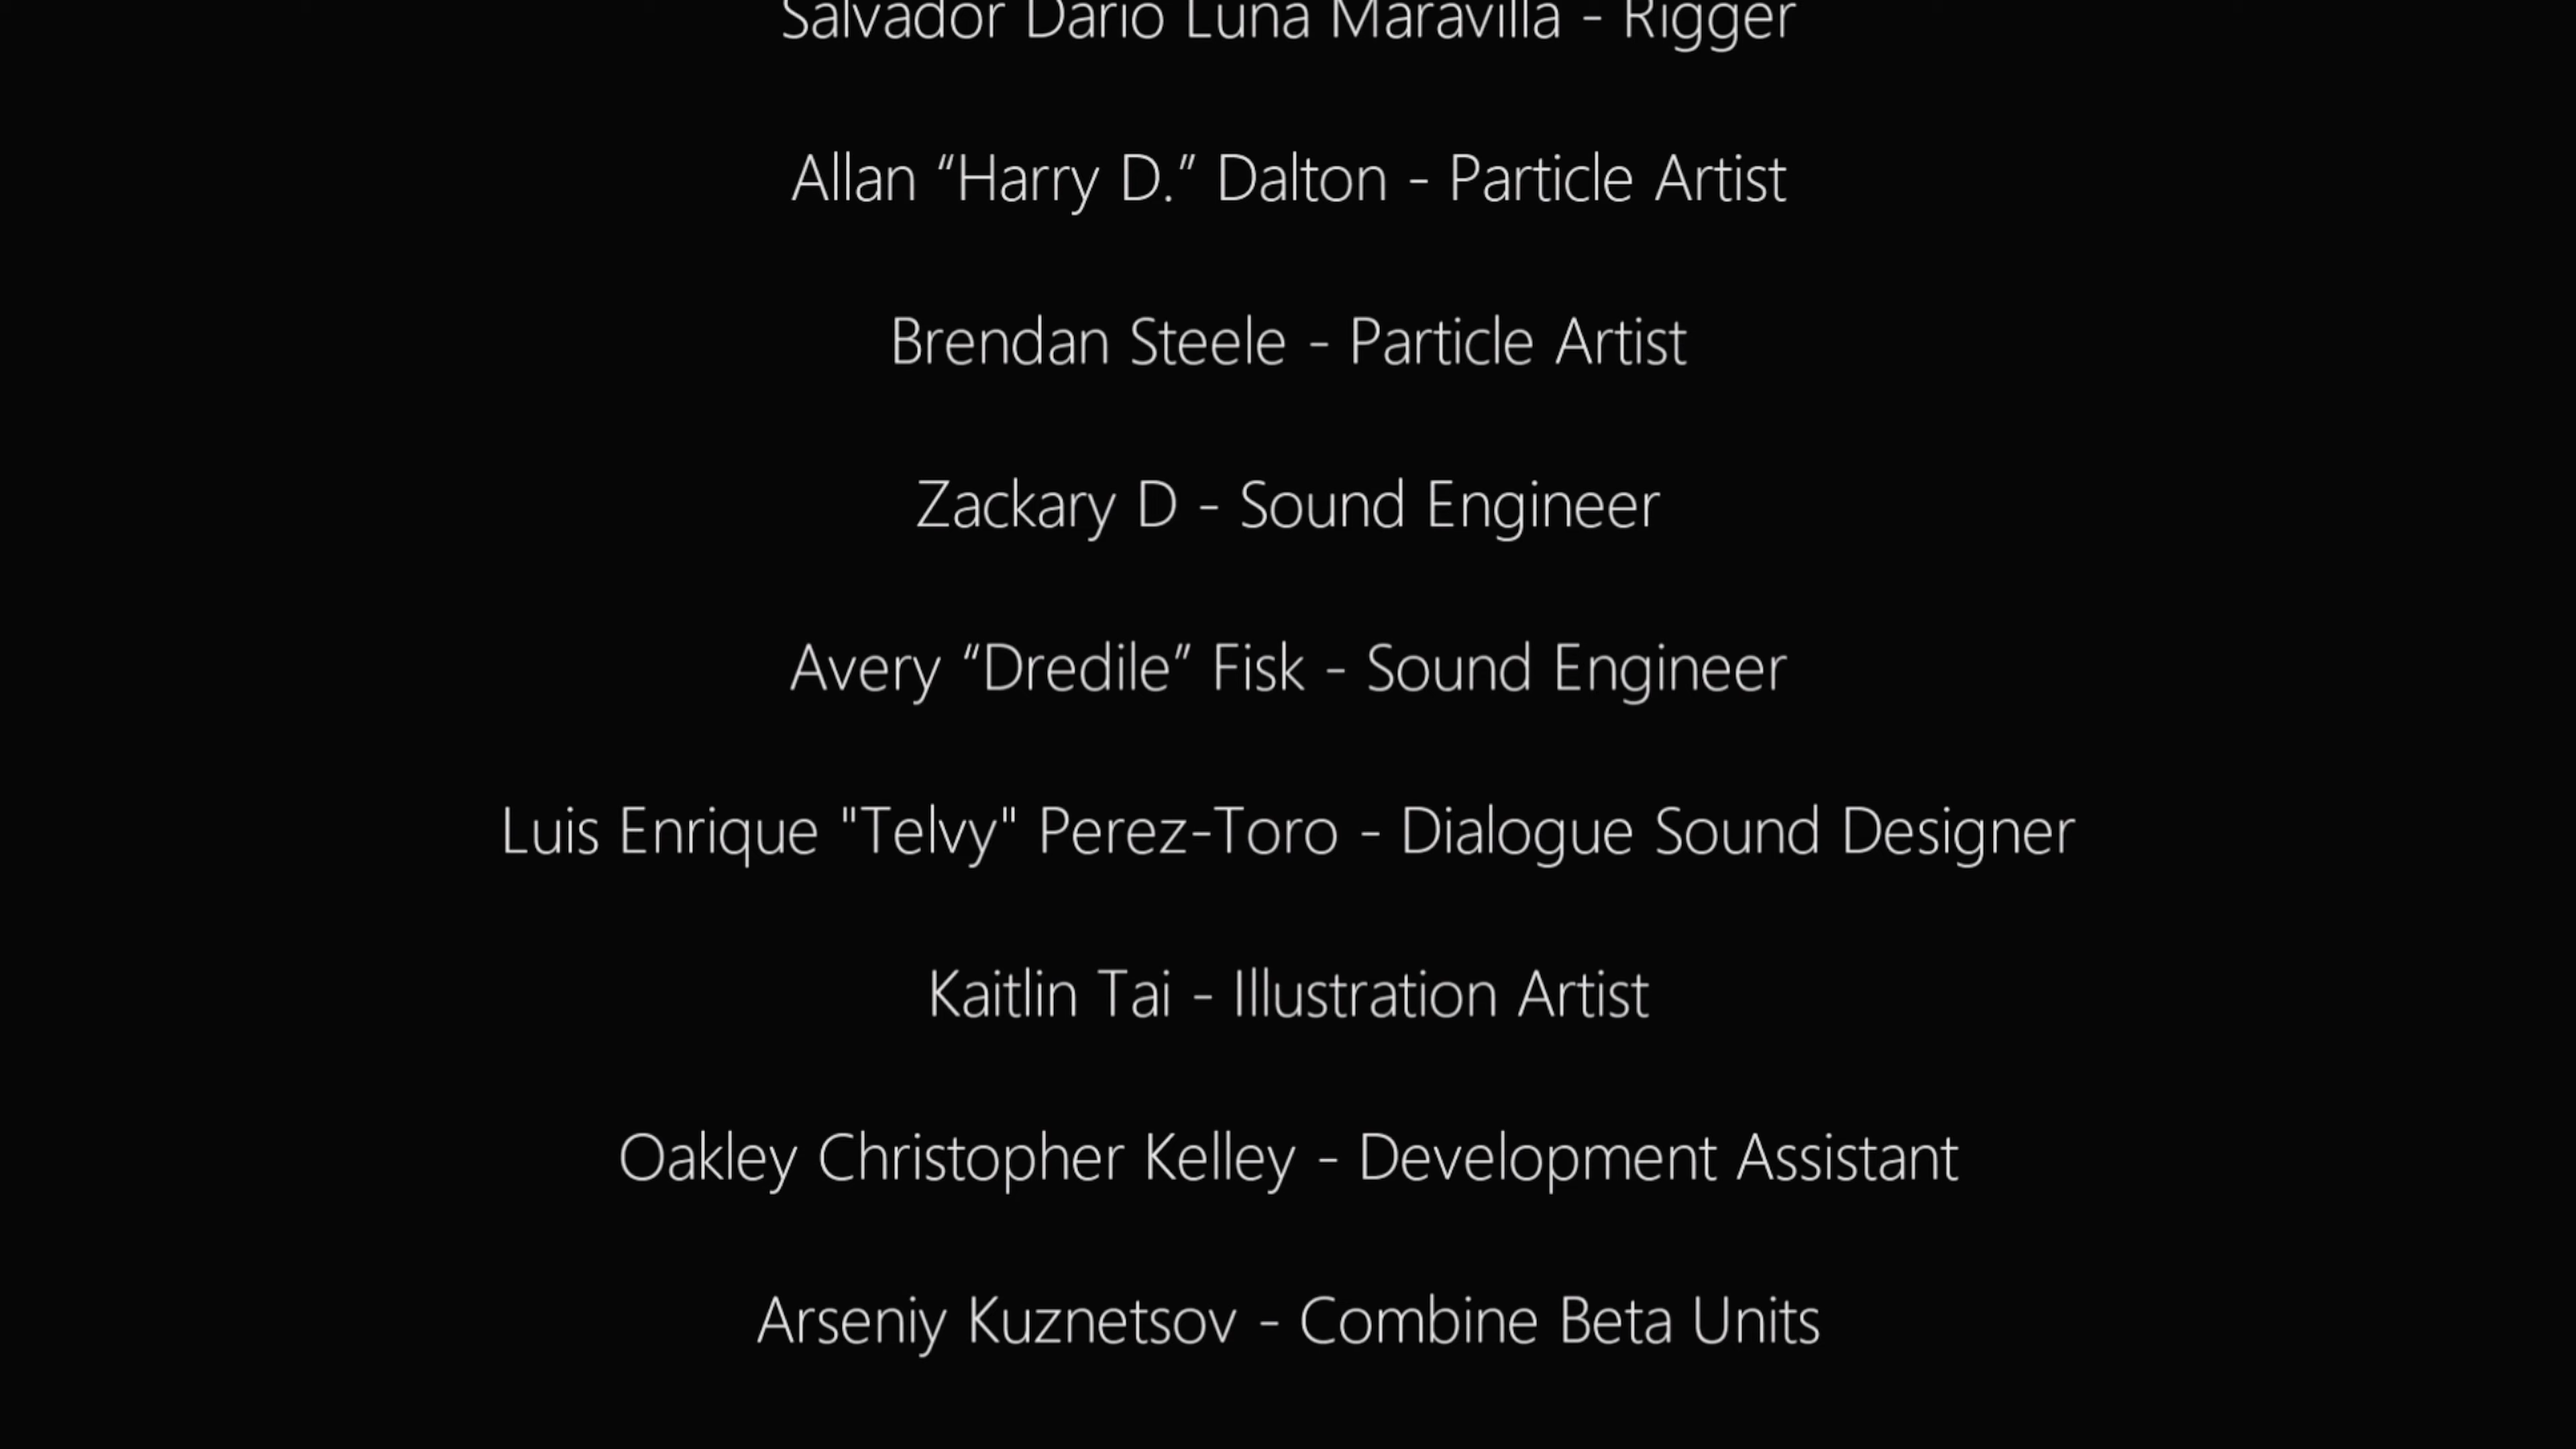 Salvador Dario Luna Maravilla - Rigger
Allan “Harry D.” Dalton - Particle Artist
Brendan Steele - Particle Artist
Zackary D - Sound Engineer
Avery “Dredile” Fisk - Sound Engineer
Luis Enrique "Telvy" Perez-Toro - Dialogue Sound Designer
Kaitlin Tai - Illustration Artist
Oakley Christopher Kelley - Development Assistant
Arseniy Kuznetsov - Combine Beta Units